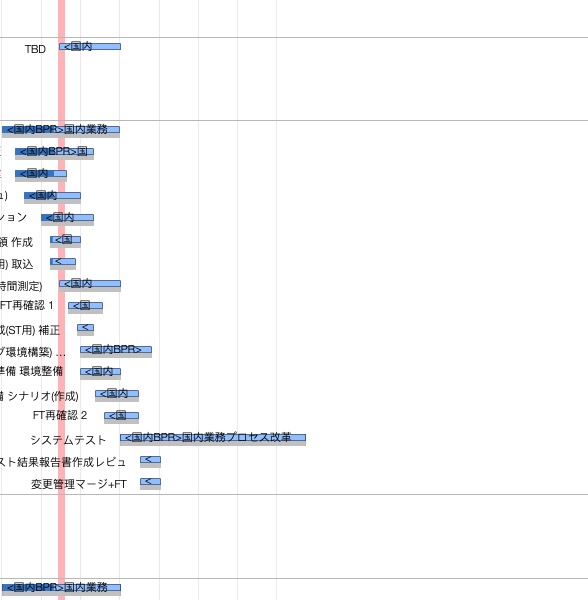 TBD <国内
<国内BPR>国内業務
<国内BPR>国
<国内
ュ) <国内
ション <国内
領 作成 <国
用) 取込 <
時間測定) <国内
FT再確認 1 <国
成(ST用) 補正 <
ブ環境構築) ... <国内BPR>
準備 環境整備 <国内
備 シナリオ(作成) <国内
FT再確認 2 <国
システムテスト <国内BPR>国内業務プロセス改革
スト結果報告書作成レビュ <
変更管理マージ+FT <
<国内BPR>国内業務